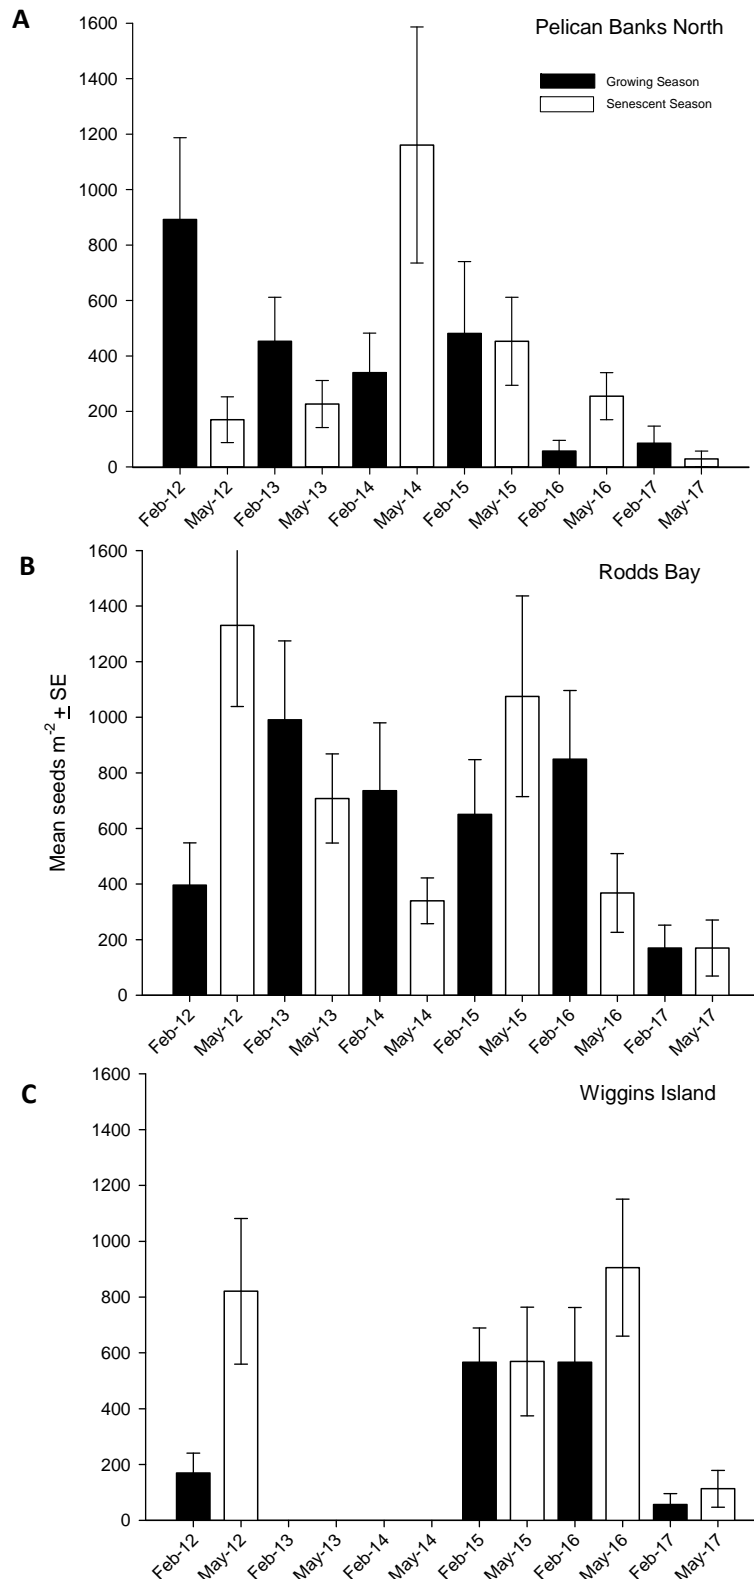 A
Pelican Banks North
Growing Season
Senescent Season
1600
1400
1200
1000
800
600
400
200
0
Feb-12
May-12
Feb-13
May-13
Feb-14
May-14
Feb-15
May-15
Feb-16
May-16
Feb-17
May-17
B
Rodds Bay
Mean seeds m⁻² ± SE
1600
1400
1200
1000
800
600
400
200
0
Feb-12
May-12
Feb-13
May-13
Feb-14
May-14
Feb-15
May-15
Feb-16
May-16
Feb-17
May-17
C
Wiggins Island
1600
1400
1200
1000
800
600
400
200
0
Feb-12
May-12
Feb-13
May-13
Feb-14
May-14
Feb-15
May-15
Feb-16
May-16
Feb-17
May-17